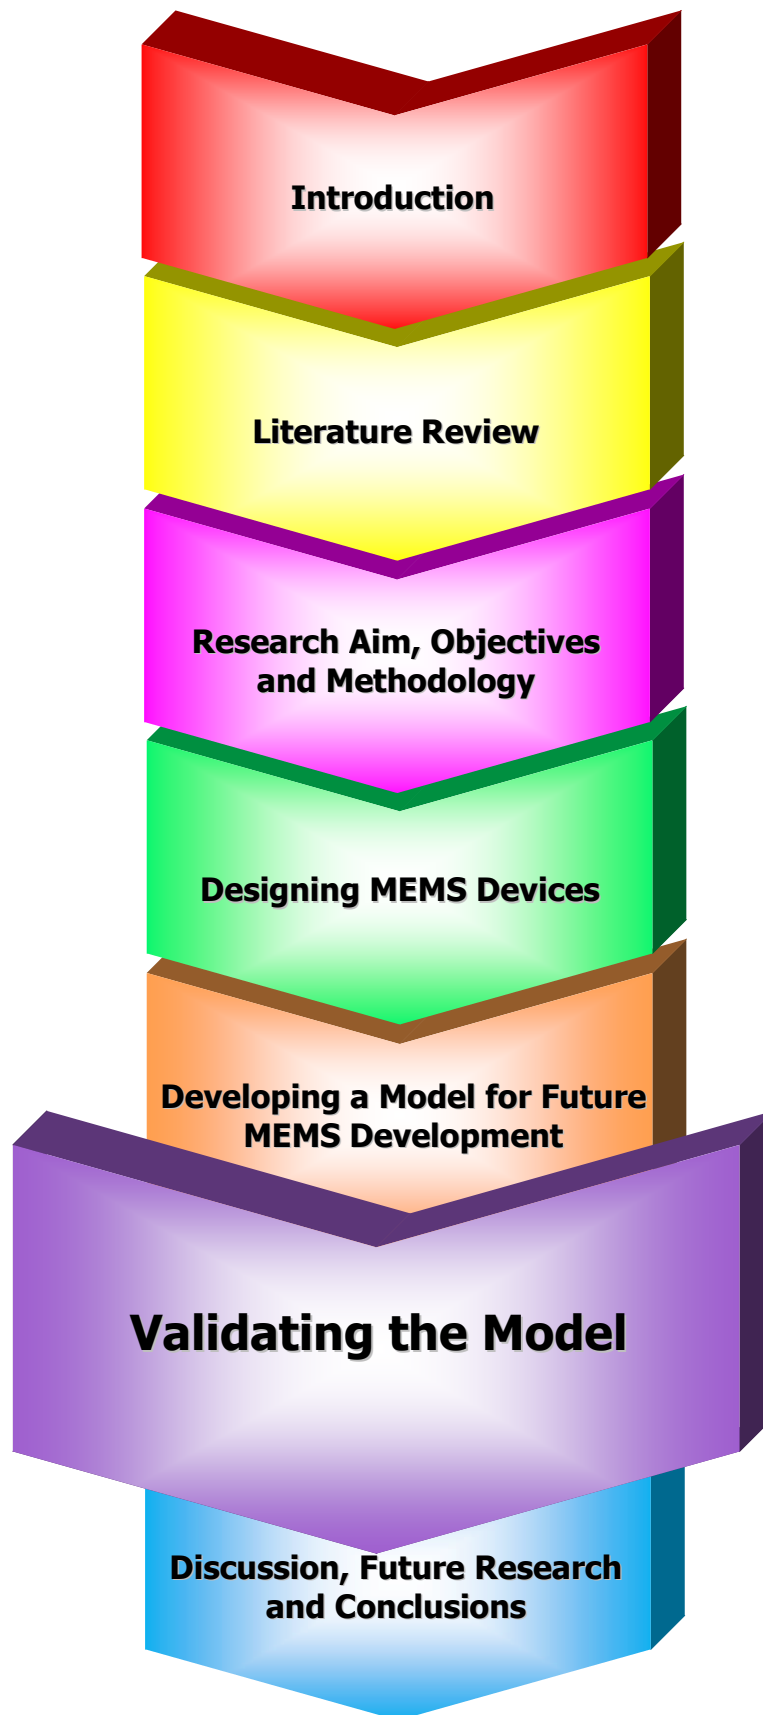 Introduction
Literature Review
Research Aim, Objectives
and Methodology
Designing MEMS Devices
Developing a Model for Future
MEMS Development
Validating the Model
Discussion, Future Research
and Conclusions